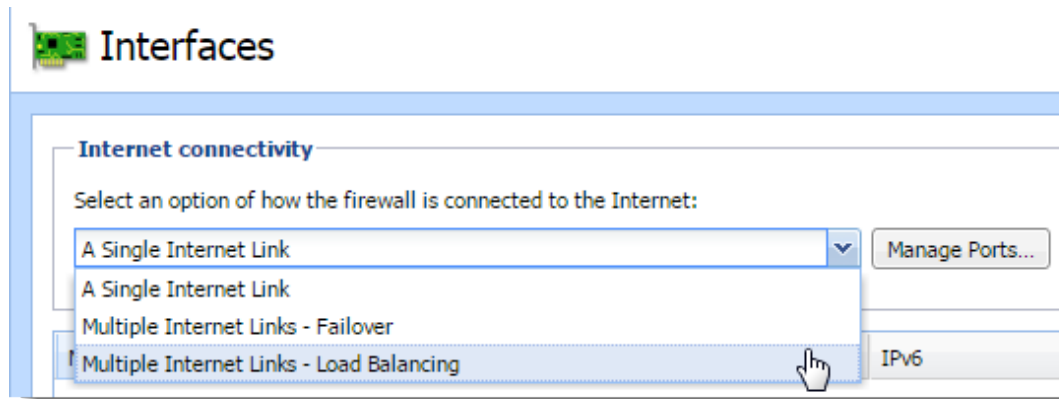 Interfaces
Internet connectivity
Select an option of how the firewall is connected to the Internet:
A Single Internet Link
Manage Ports...
A Single Internet Link
Multiple Internet Links - Failover
Multiple Internet Links - Load Balancing
IPv6